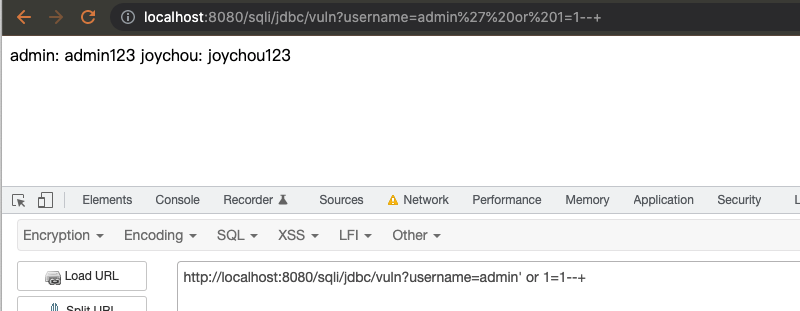 localhost:8080/sqli/jdbc/vuln?username=admin%27%20or%201=1--+
admin: admin123 joychou: joychou123
Elements Console Recorder Sources Network Performance Memory Application Security L
Encryption Encoding SQL XSS LFI Other
Load URL http://localhost:8080/sqli/jdbc/vuln?username=admin' or 1=1--+
Split URL